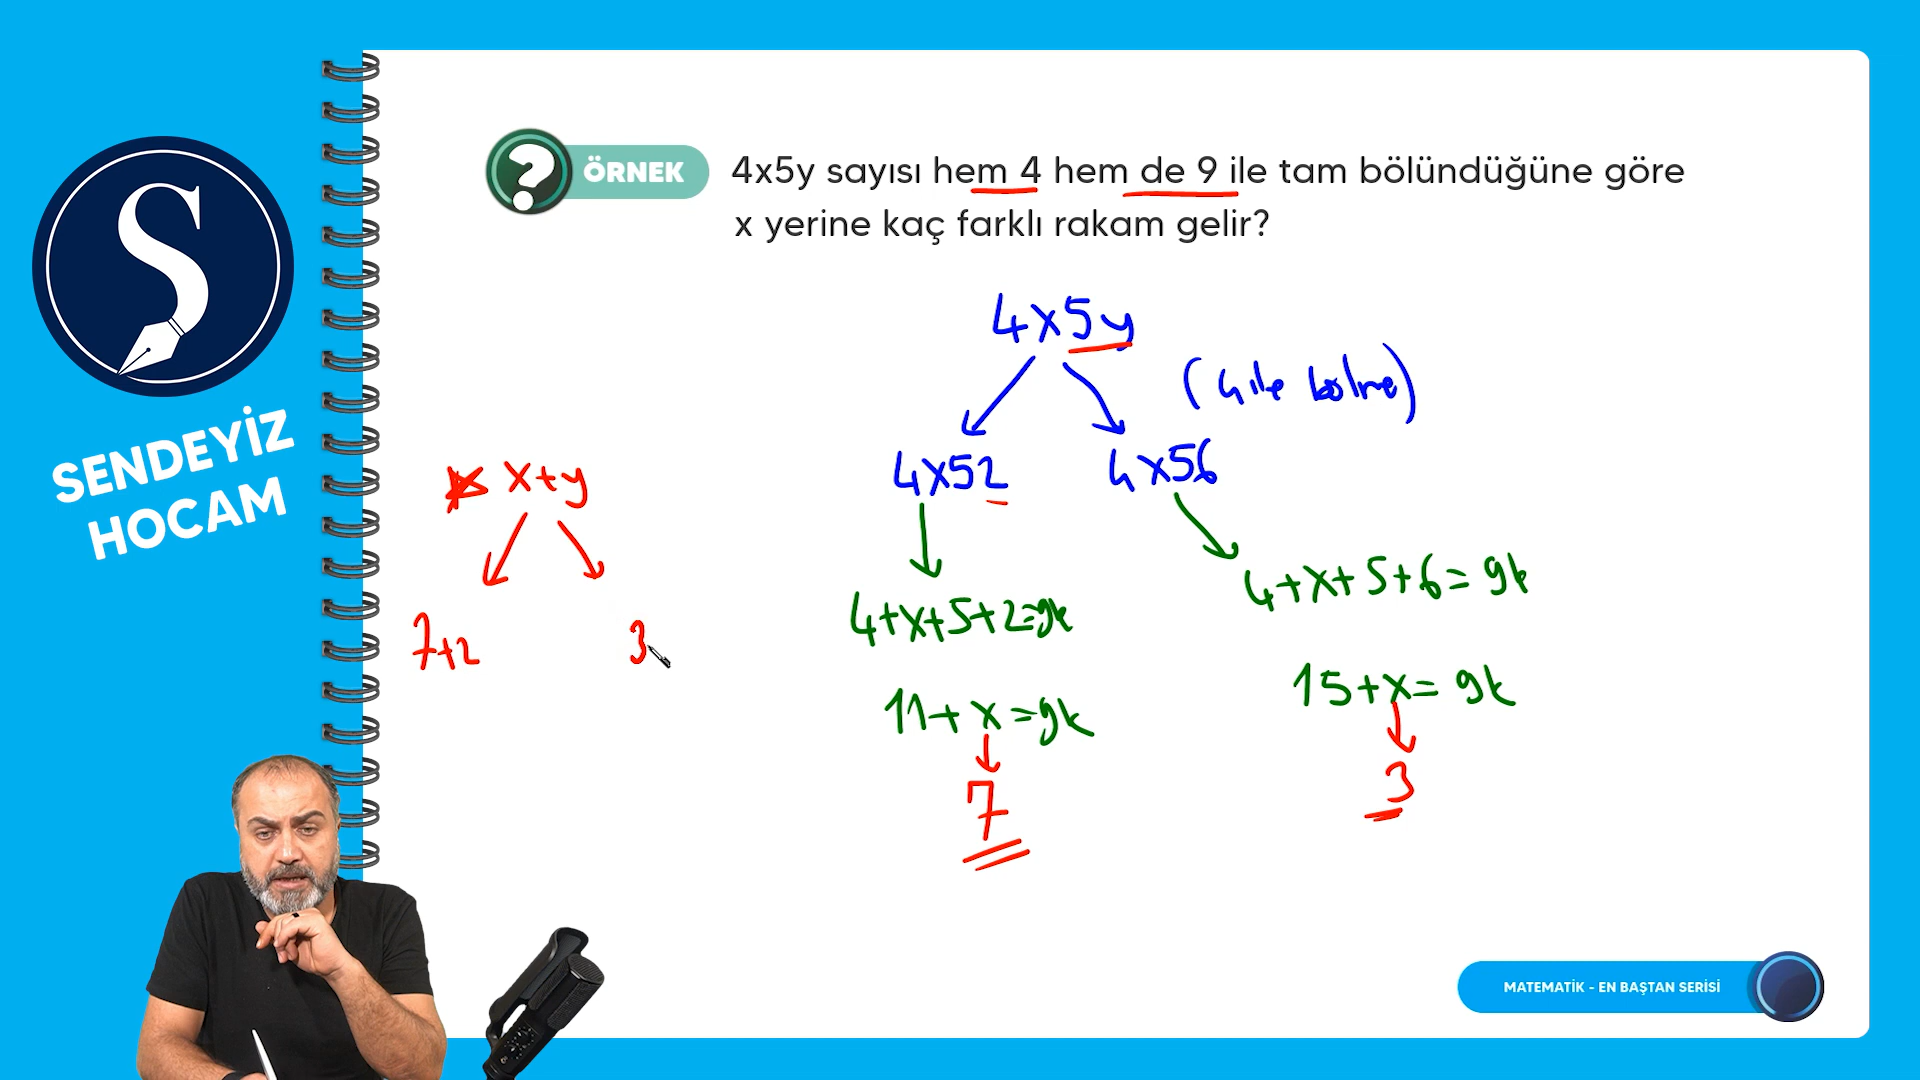 S
SENDEYİZ
HOCAM
? ÖRNEK
4x5y sayısı hem 4 hem de 9 ile tam bölündüğüne göre
x yerine kaç farklı rakam gelir?
4x5y
(4 ile bölme)
4x52
4x56
x+y
7+2
3
4+x+5+2=9k
4+x+5+6=9k
11+x=9k
15+x=9k
7
3
MATEMATİK - EN BAŞTAN SERİSİ